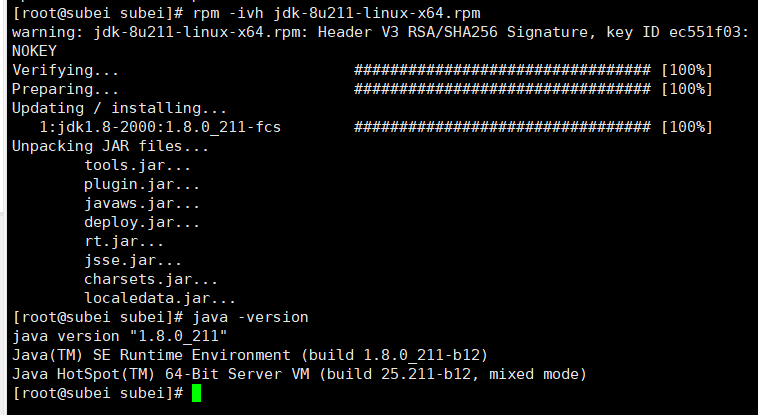 [root@subei subei]# rpm -ivh jdk-8u211-linux-x64.rpm
warning: jdk-8u211-linux-x64.rpm: Header V3 RSA/SHA256 Signature, key ID ec551f03:
NOKEY
Verifying...                          ################################# [100%]
Preparing...                          ################################# [100%]
Updating / installing...
   1:jdk1.8-2000:1.8.0_211-fcs        ################################# [100%]
Unpacking JAR files...
        tools.jar...
        plugin.jar...
        javaws.jar...
        deploy.jar...
        rt.jar...
        jsse.jar...
        charsets.jar...
        localedata.jar...
[root@subei subei]# java -version
java version "1.8.0_211"
Java(TM) SE Runtime Environment (build 1.8.0_211-b12)
Java HotSpot(TM) 64-Bit Server VM (build 25.211-b12, mixed mode)
[root@subei subei]#